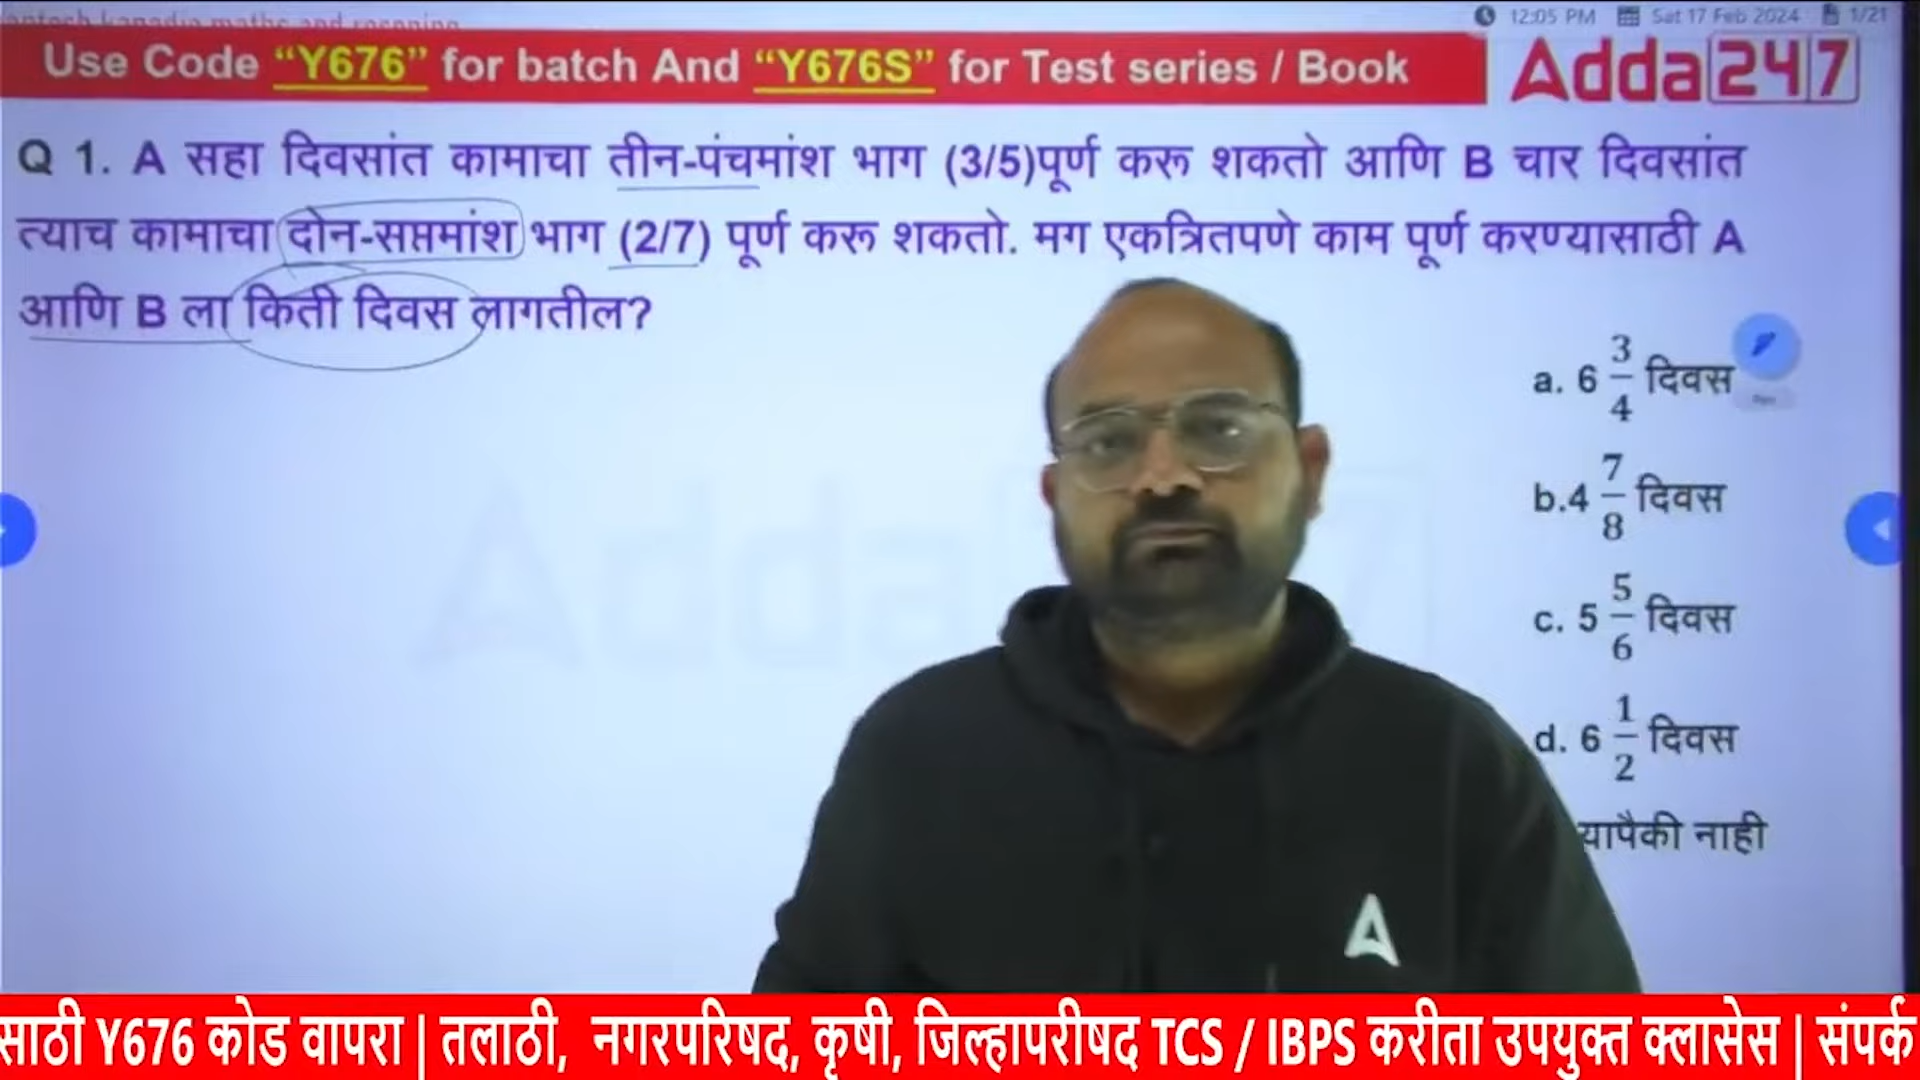 12:05 PM Sat 17 Feb 2024 1/21
Use Code “Y676” for batch And “Y676S” for Test series / Book
Adda247
Q 1. A सहा दिवसांत कामाचा तीन-पंचमांश भाग (3/5)पूर्ण करू शकतो आणि B चार दिवसांत
त्याच कामाचा दोन-सप्तमांश भाग (2/7) पूर्ण करू शकतो. मग एकत्रितपणे काम पूर्ण करण्यासाठी A
आणि B ला किती दिवस लागतील?
a. 6 3/4 दिवस
b.4 7/8 दिवस
c. 5 5/6 दिवस
d. 6 1/2 दिवस
यापैकी नाही
साठी Y676 कोड वापरा | तलाठी, नगरपरिषद, कृषी, जिल्हापरीषद TCS / IBPS करीता उपयुक्त क्लासेस | संपर्क